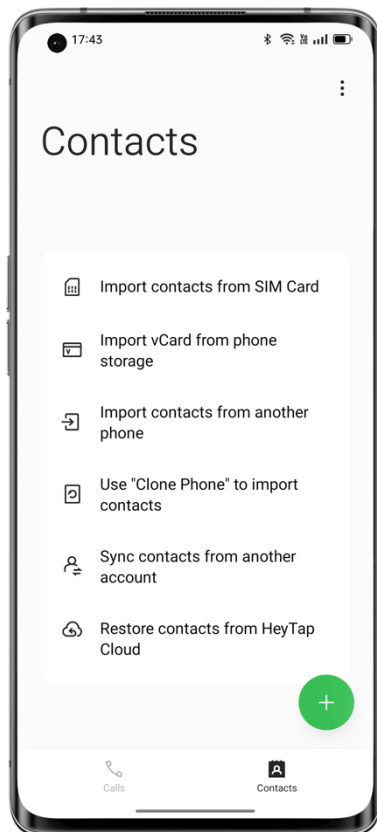 17:43
Contacts
Import contacts from SIM Card
Import vCard from phone
storage
Import contacts from another
phone
Use "Clone Phone" to import
contacts
Sync contacts from another
account
Restore contacts from HeyTap
Cloud
Calls
Contacts